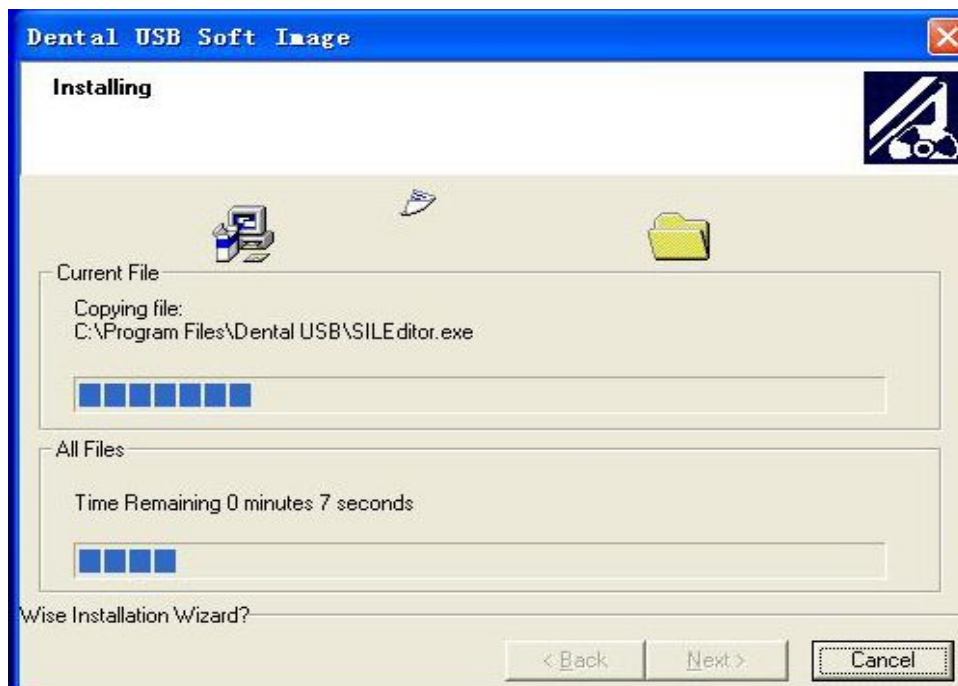 Dental USB Soft Image
Installing
Current File
Copying file:
C:\Program Files\Dental USB\SILEditor.exe
All Files
Time Remaining 0 minutes 7 seconds
Wise Installation Wizard?
< Back
Next >
Cancel